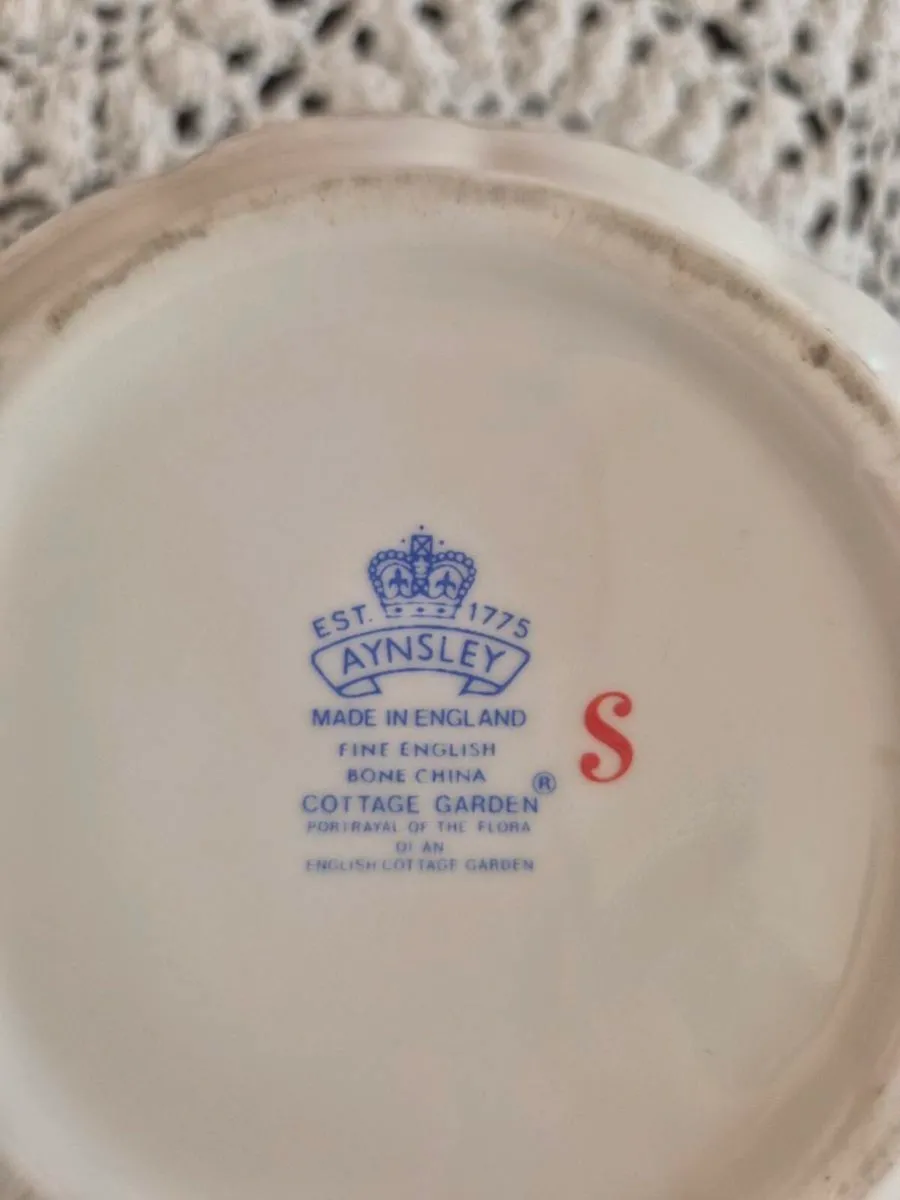 EST. 1775
AYNSLEY
MADE IN ENGLAND
FINE ENGLISH
BONE CHINA
COTTAGE GARDEN®
PORTRAYAL OF THE FLORA
OF AN
ENGLISH COTTAGE GARDEN
S